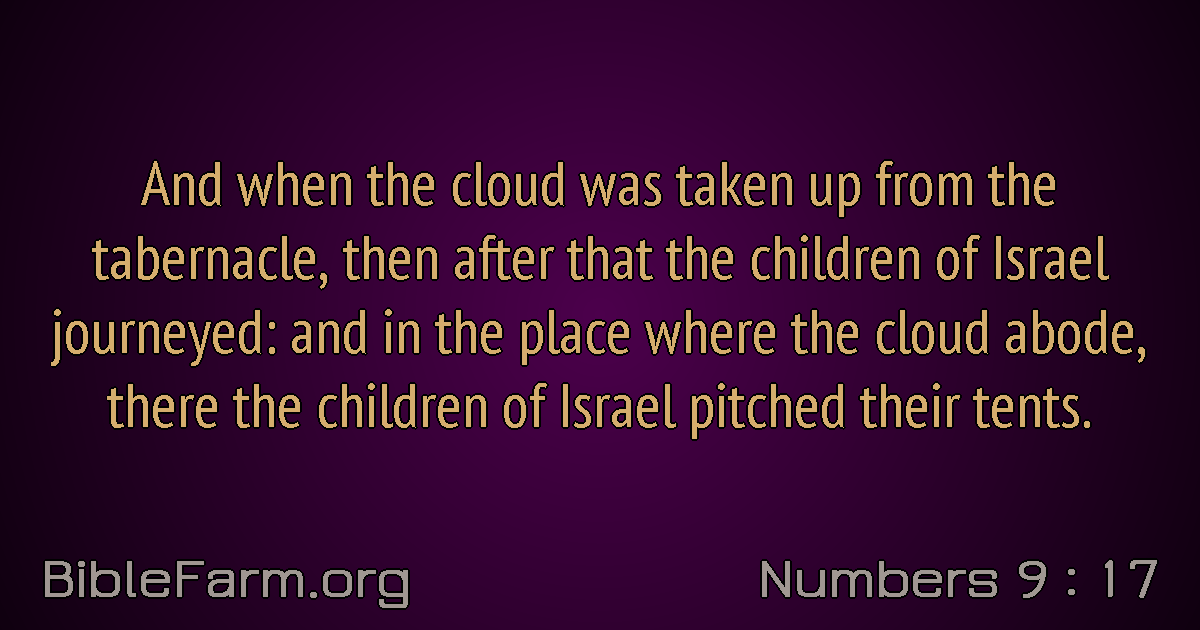 And when the cloud was taken up from the
tabernacle, then after that the children of Israel
journeyed: and in the place where the cloud abode,
there the children of Israel pitched their tents.
BibleFarm.org
Numbers 9 : 17